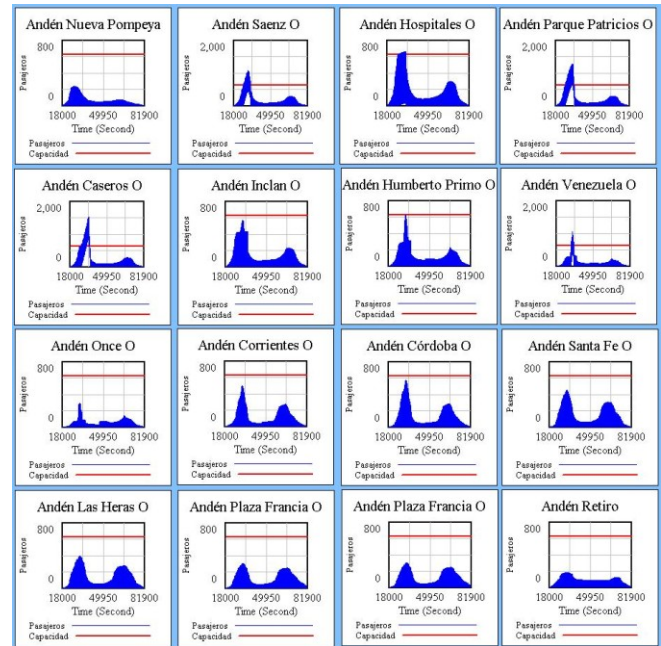 Andén Nueva Pompeya
800
Pasajeros
0
18000 49950 81900
Time (Second)
Pasajeros
Capacidad
Andén Saenz O
2,000
Pasajeros
0
18000 49950 81900
Time (Second)
Pasajeros
Capacidad
Andén Hospitales O
800
Pasajeros
0
18000 49950 81900
Time (Second)
Pasajeros
Capacidad
Andén Parque Patricios O
2,000
Pasajeros
0
18000 49950 81900
Time (Second)
Pasajeros
Capacidad
Andén Caseros O
2,000
Pasajeros
0
18000 49950 81900
Time (Second)
Pasajeros
Capacidad
Andén Inclan O
800
Pasajeros
0
18000 49950 81900
Time (Second)
Pasajeros
Capacidad
Andén Humberto Primo O
800
Pasajeros
0
18000 49950 81900
Time (Second)
Pasajeros
Capacidad
Andén Venezuela O
2,000
Pasajeros
0
18000 49950 81900
Time (Second)
Pasajeros
Capacidad
Andén Once O
800
Pasajeros
0
18000 49950 81900
Time (Second)
Pasajeros
Capacidad
Andén Corrientes O
800
Pasajeros
0
18000 49950 81900
Time (Second)
Pasajeros
Capacidad
Andén Córdoba O
800
Pasajeros
0
18000 49950 81900
Time (Second)
Pasajeros
Capacidad
Andén Santa Fe O
800
Pasajeros
0
18000 49950 81900
Time (Second)
Pasajeros
Capacidad
Andén Las Heras O
800
Pasajeros
0
18000 49950 81900
Time (Second)
Pasajeros
Capacidad
Andén Plaza Francia O
800
Pasajeros
0
18000 49950 81900
Time (Second)
Pasajeros
Capacidad
Andén Plaza Francia O
800
Pasajeros
0
18000 49950 81900
Time (Second)
Pasajeros
Capacidad
Andén Retiro
800
Pasajeros
0
18000 49950 81900
Time (Second)
Pasajeros
Capacidad